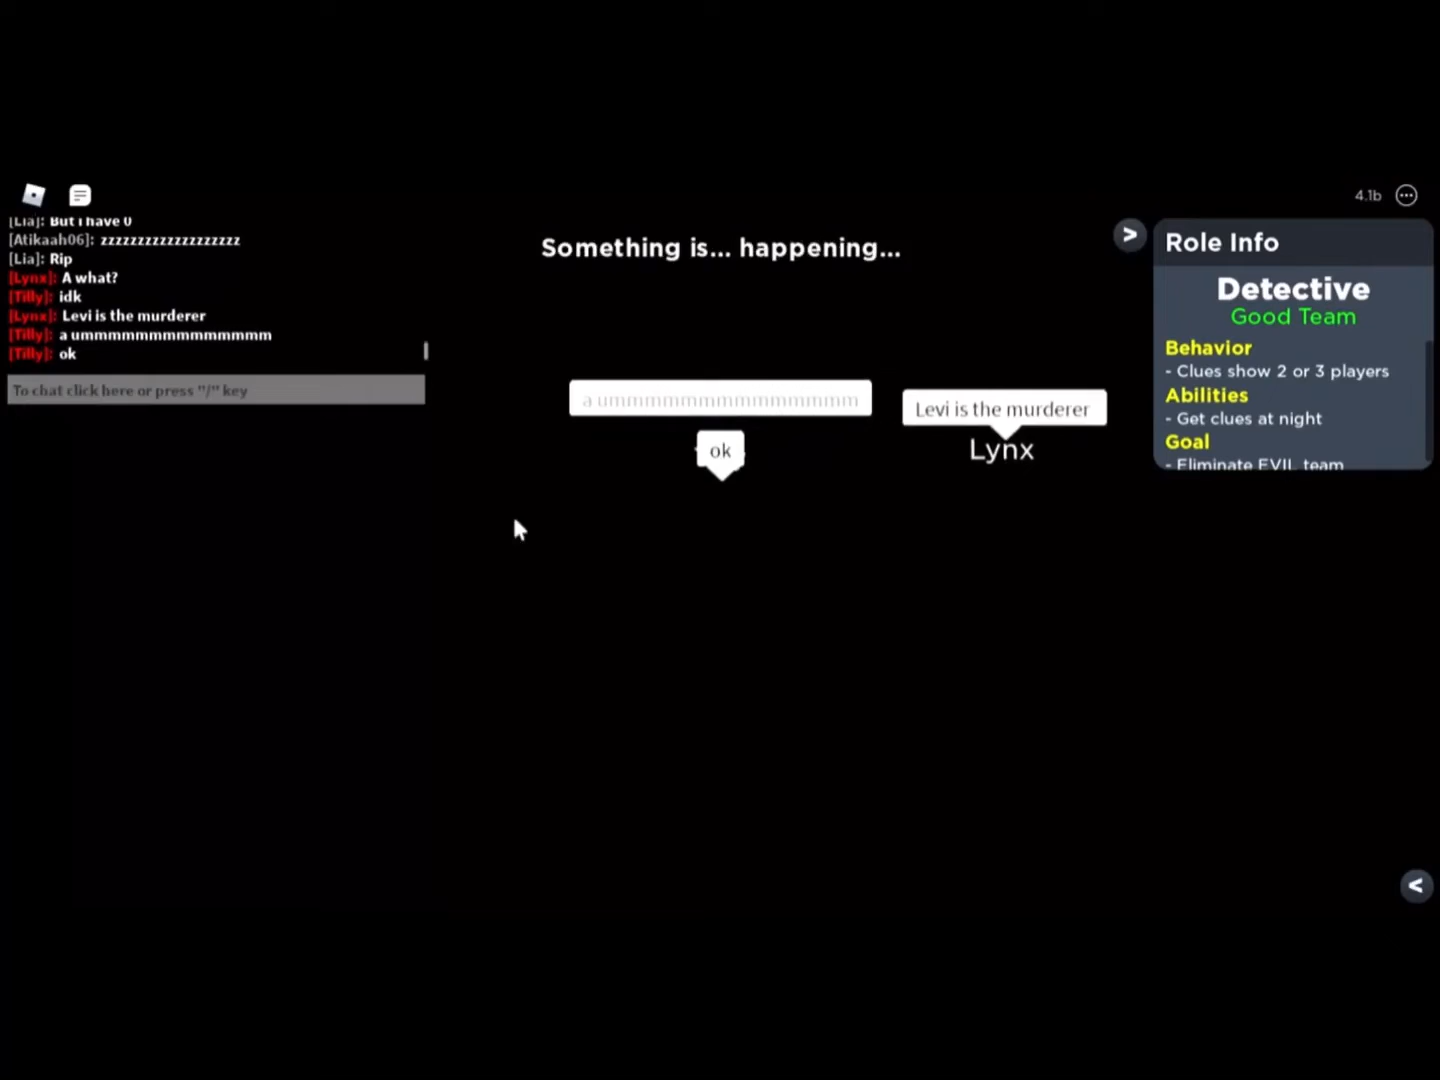 4.1b
[Lia]: But i have 0
[Atikaah06]: zzzzzzzzzzzzzzzzzzz
[Lia]: Rip
[Lynx]: A what?
[Tilly]: idk
[Lynx]: Levi is the murderer
[Tilly]: a ummmmmmmmmmmmmm
[Tilly]: ok
To chat click here or press "/" key
Something is... happening...
a ummmmmmmmmmmmmm
ok
Levi is the murderer
Lynx
>
Role Info
Detective
Good Team
Behavior
- Clues show 2 or 3 players
Abilities
- Get clues at night
Goal
- Eliminate EVIL team
<